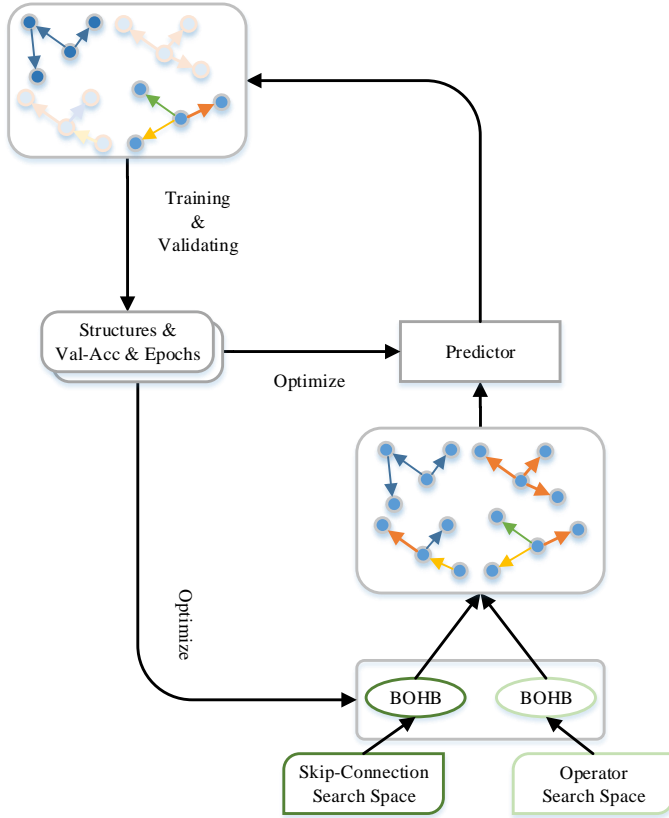 Training
&
Validating
Structures &
Val-Acc & Epochs
Optimize
Predictor
Optimize
BOHB
BOHB
Skip-Connection
Search Space
Operator
Search Space